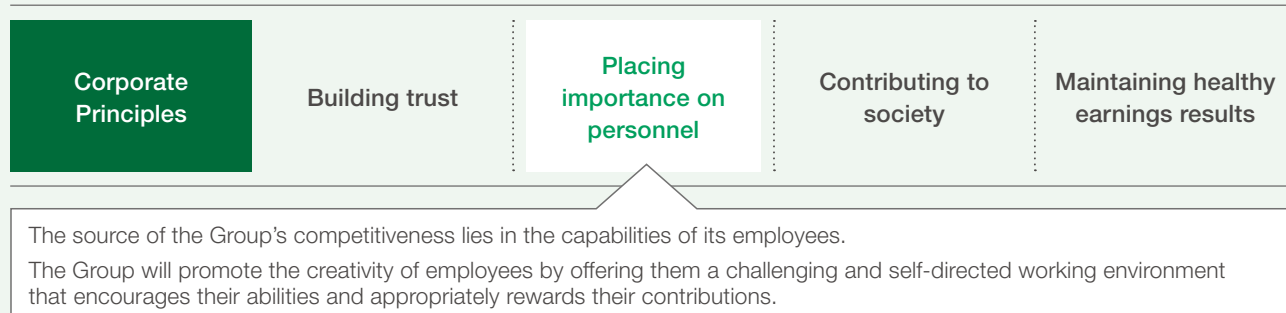 Corporate
Principles
Building trust
Placing
importance on
personnel
Contributing to
society
Maintaining healthy
earnings results
The source of the Group’s competitiveness lies in the capabilities of its employees.
The Group will promote the creativity of employees by offering them a challenging and self-directed working environment
that encourages their abilities and appropriately rewards their contributions.